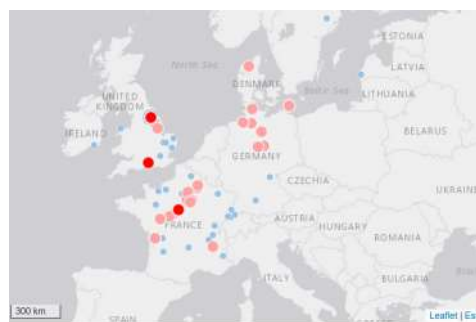 ESTONIA
North Sea
LATVIA
DENMARK
Baltic Sea
LITHUANIA
UNITED
KINGDOM
IRELAND
BELARUS
GERMANY
CZECHIA
UKRAINE
FRANCE
AUSTRIA
HUNGARY
ROMANIA
ITALY
BULGARIA
SPAIN
300 km
Leaflet | Es